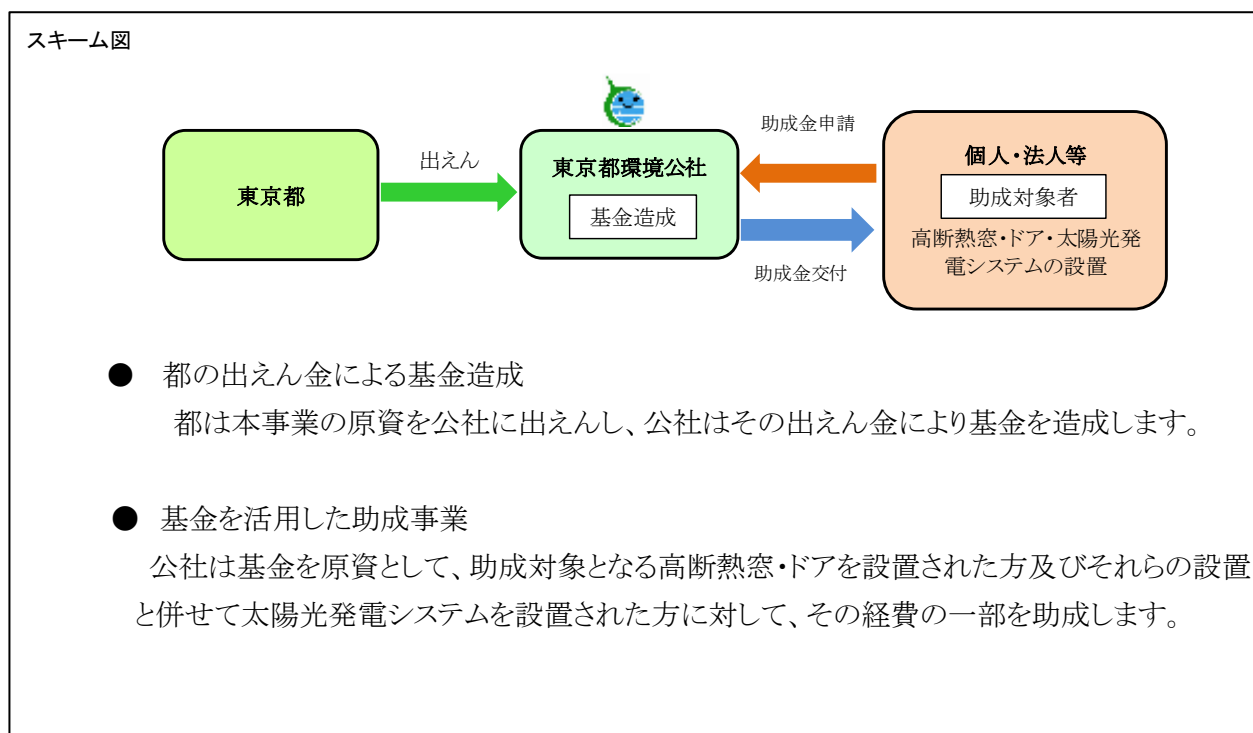 スキーム図
東京都
出えん
東京都環境公社
基金造成
助成金申請
助成金交付
個人・法人等
助成対象者
高断熱窓・ドア・太陽光発
電システムの設置
● 都の出えん金による基金造成
都は本事業の原資を公社に出えんし、公社はその出えん金により基金を造成します。
● 基金を活用した助成事業
公社は基金を原資として、助成対象となる高断熱窓・ドアを設置された方及びそれらの設置
と併せて太陽光発電システムを設置された方に対して、その経費の一部を助成します。